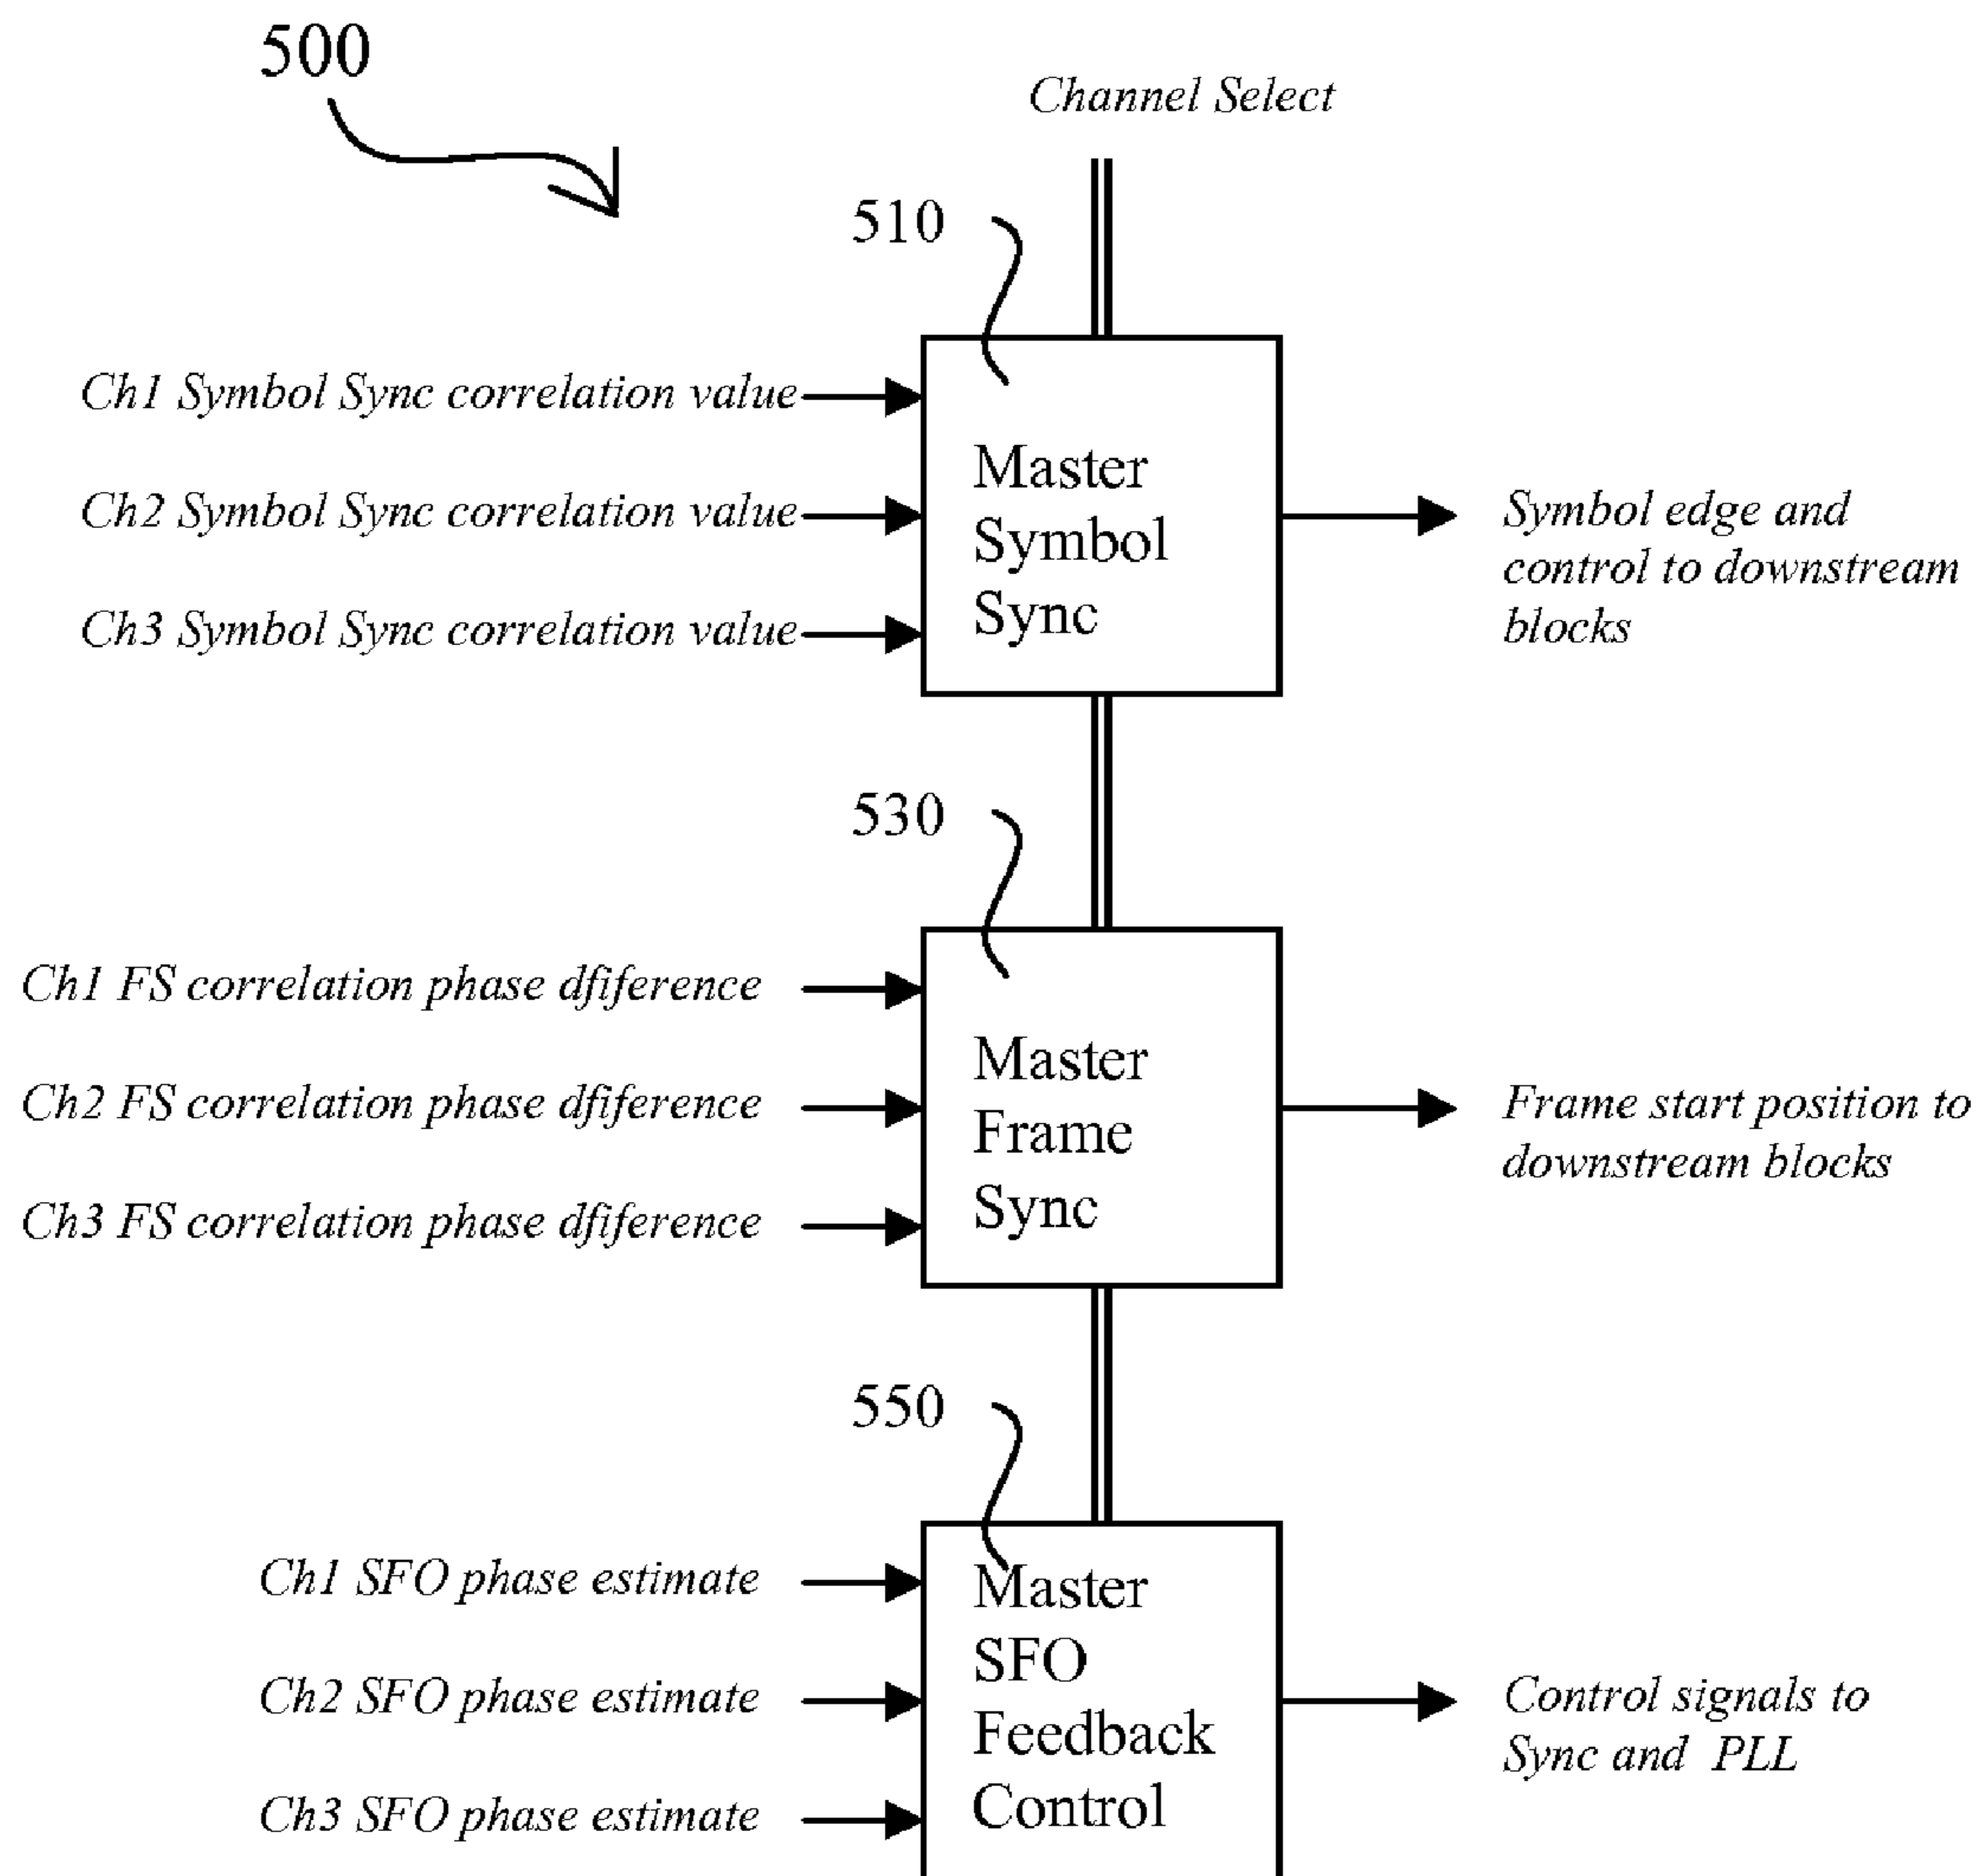 500
Channel Select
510
Ch1 Symbol Sync correlation value
Ch2 Symbol Sync correlation value
Ch3 Symbol Sync correlation value
Master
Symbol
Sync
Symbol edge and
control to downstream
blocks
530
Ch1 FS correlation phase dfiference
Ch2 FS correlation phase dfiference
Ch3 FS correlation phase dfiference
Master
Frame
Sync
Frame start position to
downstream blocks
550
Ch1 SFO phase estimate
Ch2 SFO phase estimate
Ch3 SFO phase estimate
Master
SFO
Feedback
Control
Control signals to
Sync and PLL